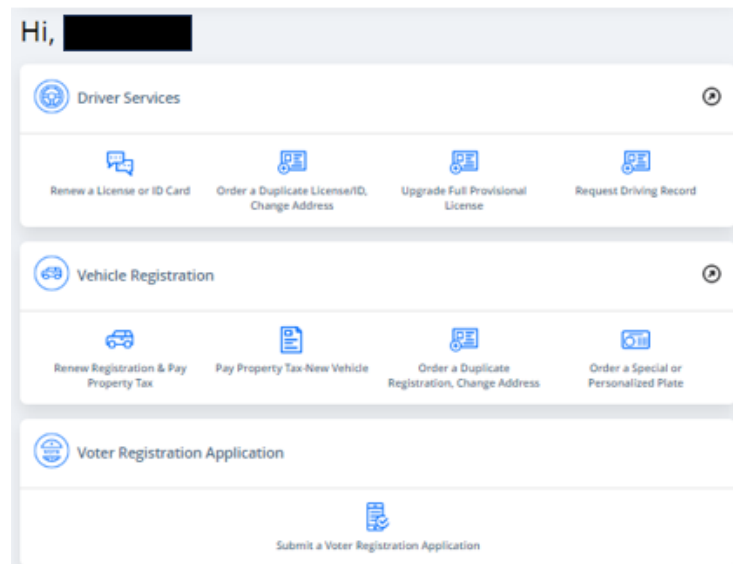 Hi,
Driver Services
Renew a License or ID Card
Order a Duplicate License/ID,
Change Address
Upgrade Full Provisional
License
Request Driving Record
Vehicle Registration
Renew Registration & Pay
Property Tax
Pay Property Tax-New Vehicle
Order a Duplicate
Registration, Change Address
Order a Special or
Personalized Plate
Voter Registration Application
Submit a Voter Registration Application